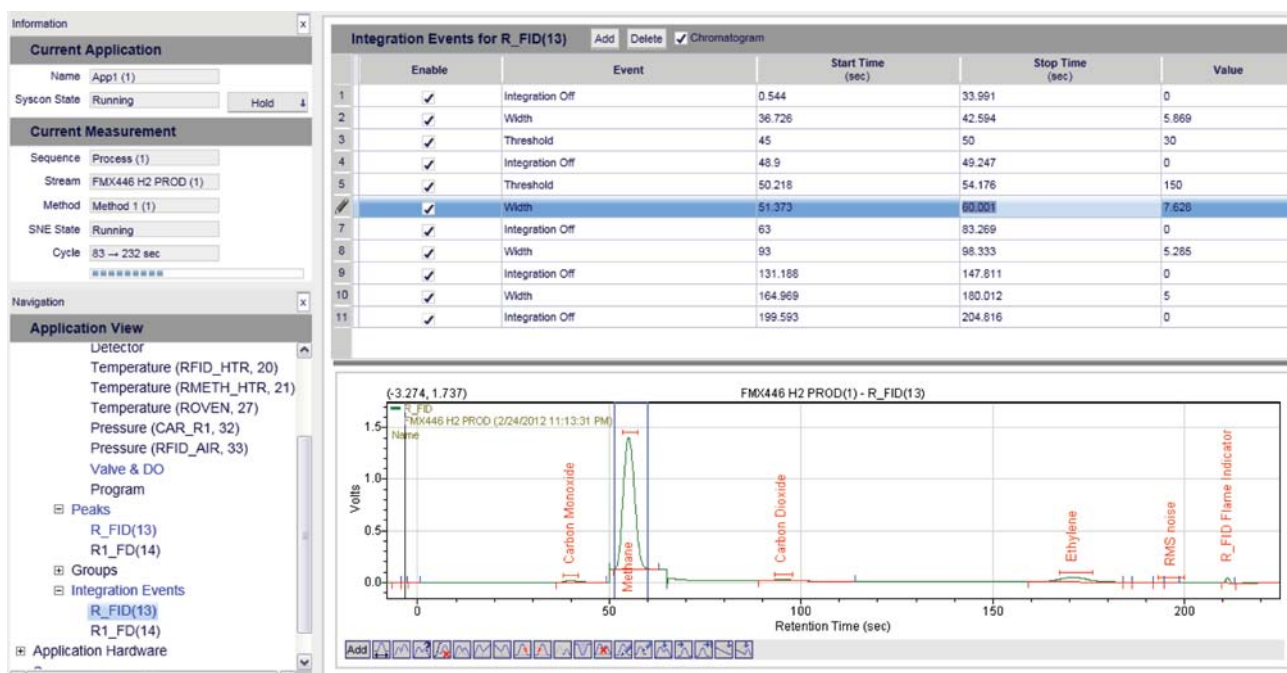 Information x
Current Application
Name App1 (1)
Syscon State Running Hold
Current Measurement
Sequence Process (1)
Stream FMX446 H2 PROD (1)
Method Method 1 (1)
SNE State Running
Cycle 83 → 232 sec
Navigation x
Application View
Detector
Temperature (RFID_HTR, 20)
Temperature (RMETH_HTR, 21)
Temperature (ROVEN, 27)
Pressure (CAR_R1, 32)
Pressure (RFID_AIR, 33)
Valve & DO
Program
Peaks
R_FID(13)
R1_FD(14)
Groups
Integration Events
R_FID(13)
R1_FD(14)
Application Hardware
Integration Events for R_FID(13) Add Delete Chromatogram
Enable Event Start Time (sec) Stop Time (sec) Value
1 Integration Off 0.544 33.991 0
2 Width 36.726 42.594 5.869
3 Threshold 45 50 30
4 Integration Off 48.9 49.247 0
5 Threshold 50.218 54.176 150
Width 51.373 60.001 7.628
7 Integration Off 63 83.269 0
8 Width 93 98.333 5.285
9 Integration Off 131.188 147.811 0
10 Width 164.969 180.012 5
11 Integration Off 199.593 204.816 0
(-3.274, 1.737) FMX446 H2 PROD(1) - R_FID(13)
R_FID
FMX446 H2 PROD (2/24/2012 11:13:31 PM)
Name
Volts
1.5
1.0
0.5
0.0
Carbon Monoxide
Methane
Carbon Dioxide
Ethylene
RMS noise
R_FID Flame Indicator
0 50 100 150 200
Retention Time (sec)
Add